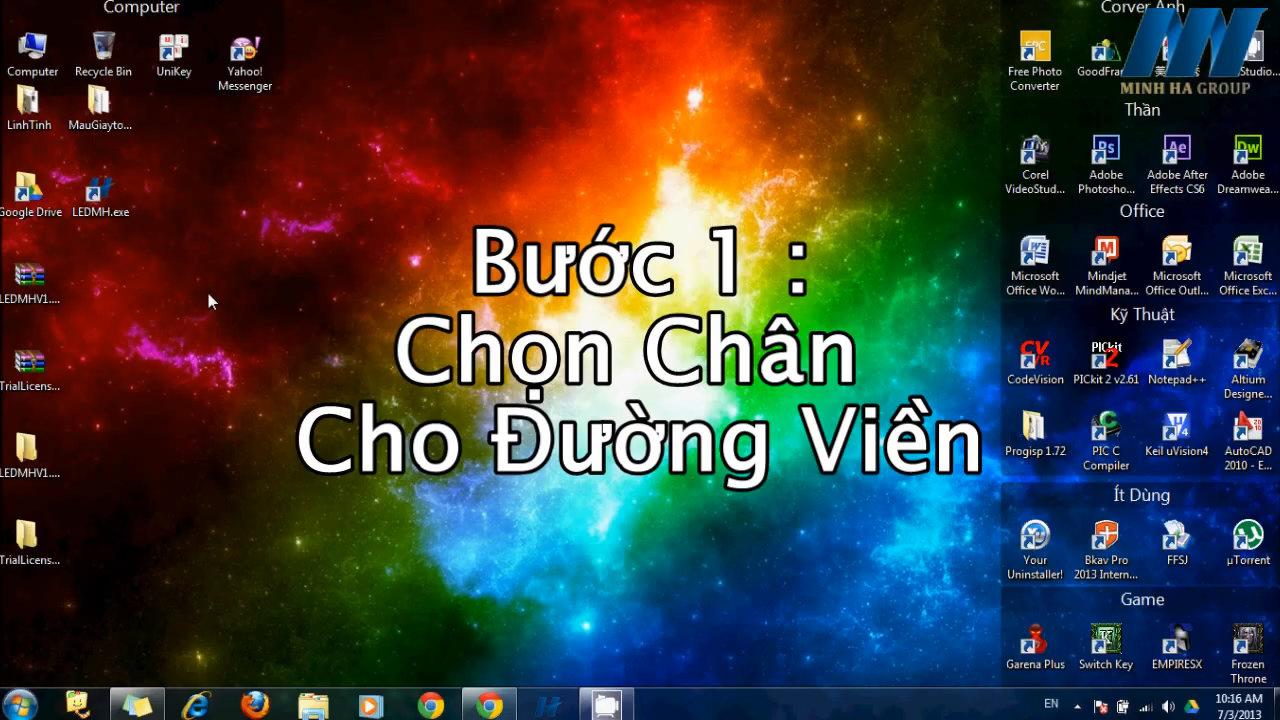 Computer
Computer
Recycle Bin
UniKey
Yahoo!
Messenger
LinhTinh
MauGiayto...
Google Drive
LEDMH.exe
LEDMHV1....
TrialLicens...
LEDMHV1....
TrialLicens...
Bước 1 :
Chọn Chân
Cho Đường Viền
Corver Anh
Free Photo
Converter
GoodFra
Studio...
MINH HA GROUP
Thần
Corel
VideoStud...
Adobe
Photosho...
Adobe After
Effects CS6
Adobe
Dreamwea...
Office
Microsoft
Office Wo...
Mindjet
MindMana...
Microsoft
Office Outl...
Microsoft
Office Exc...
Kỹ Thuật
CodeVision
PICkit 2 v2.61
Notepad++
Altium
Designe...
Progisp 1.72
PIC C
Compiler
Keil uVision4
AutoCAD
2010 - E...
Ít Dùng
Your
Uninstaller!
Bkav Pro
2013 Intern...
FFSJ
µTorrent
Game
Garena Plus
Switch Key
EMPIRESX
Frozen
Throne
EN
10:16 AM
7/3/2013